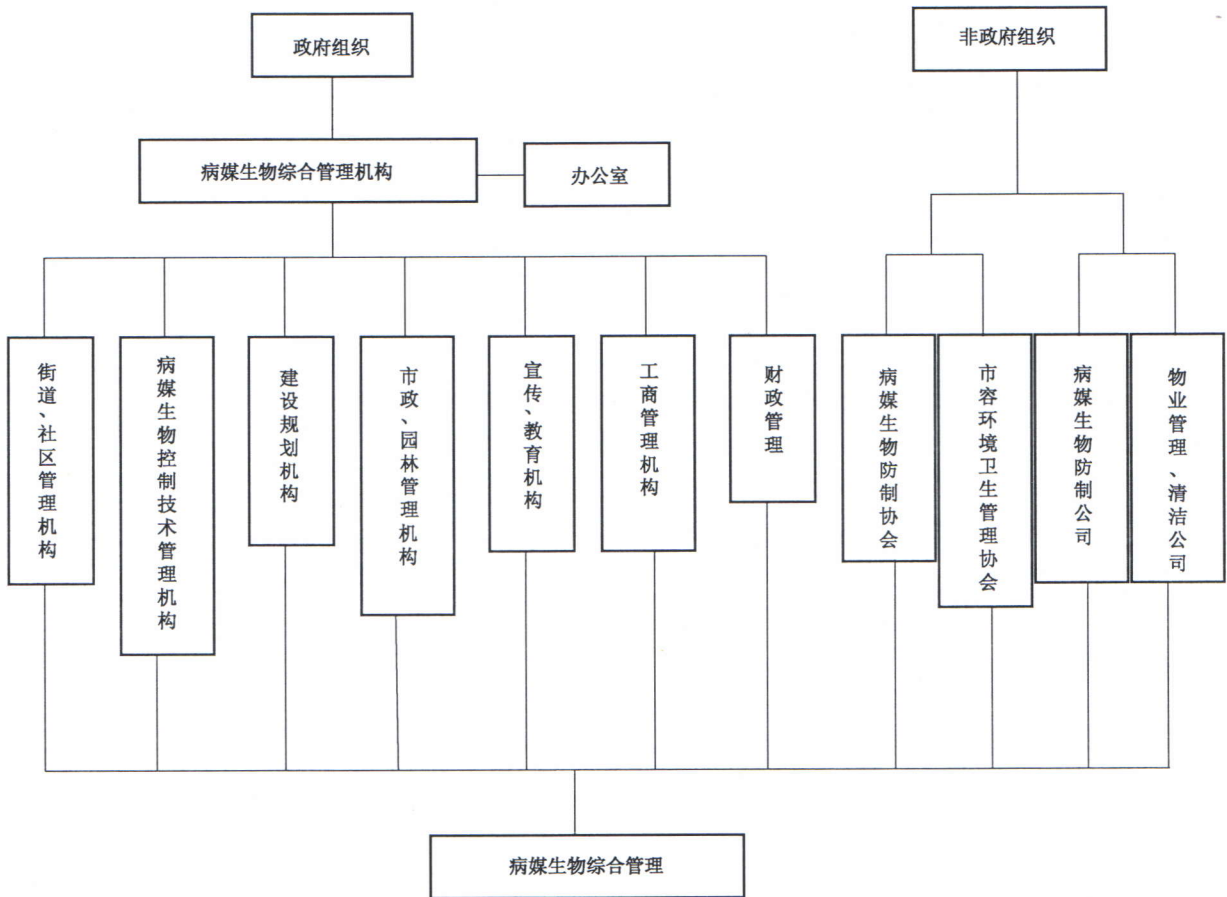 政府组织
非政府组织
病媒生物综合管理机构
办公室
街道、社区管理机构
病媒生物控制技术管理机构
建设规划机构
市政、园林管理机构
宣传、教育机构
工商管理机构
财政管理
病媒生物防制协会
市容环境卫生管理协会
病媒生物防制公司
物业管理、清洁公司
病媒生物综合管理